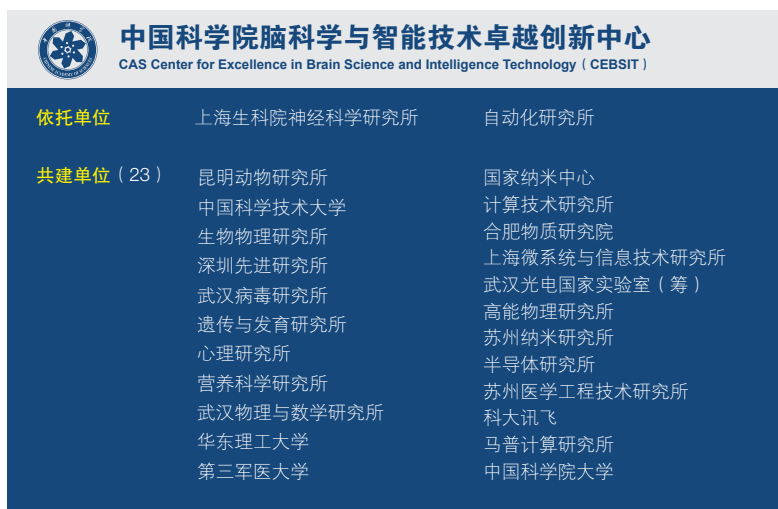 中国科学院脑科学与智能技术卓越创新中心
CAS Center for Excellence in Brain Science and Intelligence Technology（CEBSIT）
依托单位 上海生科院神经科学研究所 自动化研究所
共建单位（23） 昆明动物研究所 国家纳米中心
中国科学技术大学 计算技术研究所
生物物理研究所 合肥物质研究院
深圳先进研究所 上海微系统与信息技术研究所
武汉病毒研究所 武汉光电国家实验室（筹）
遗传与发育研究所 高能物理研究所
心理研究所 苏州纳米研究所
营养科学研究所 半导体研究所
武汉物理与数学研究所 苏州医学工程技术研究所
华东理工大学 科大讯飞
第三军医大学 马普计算研究所
中国科学院大学